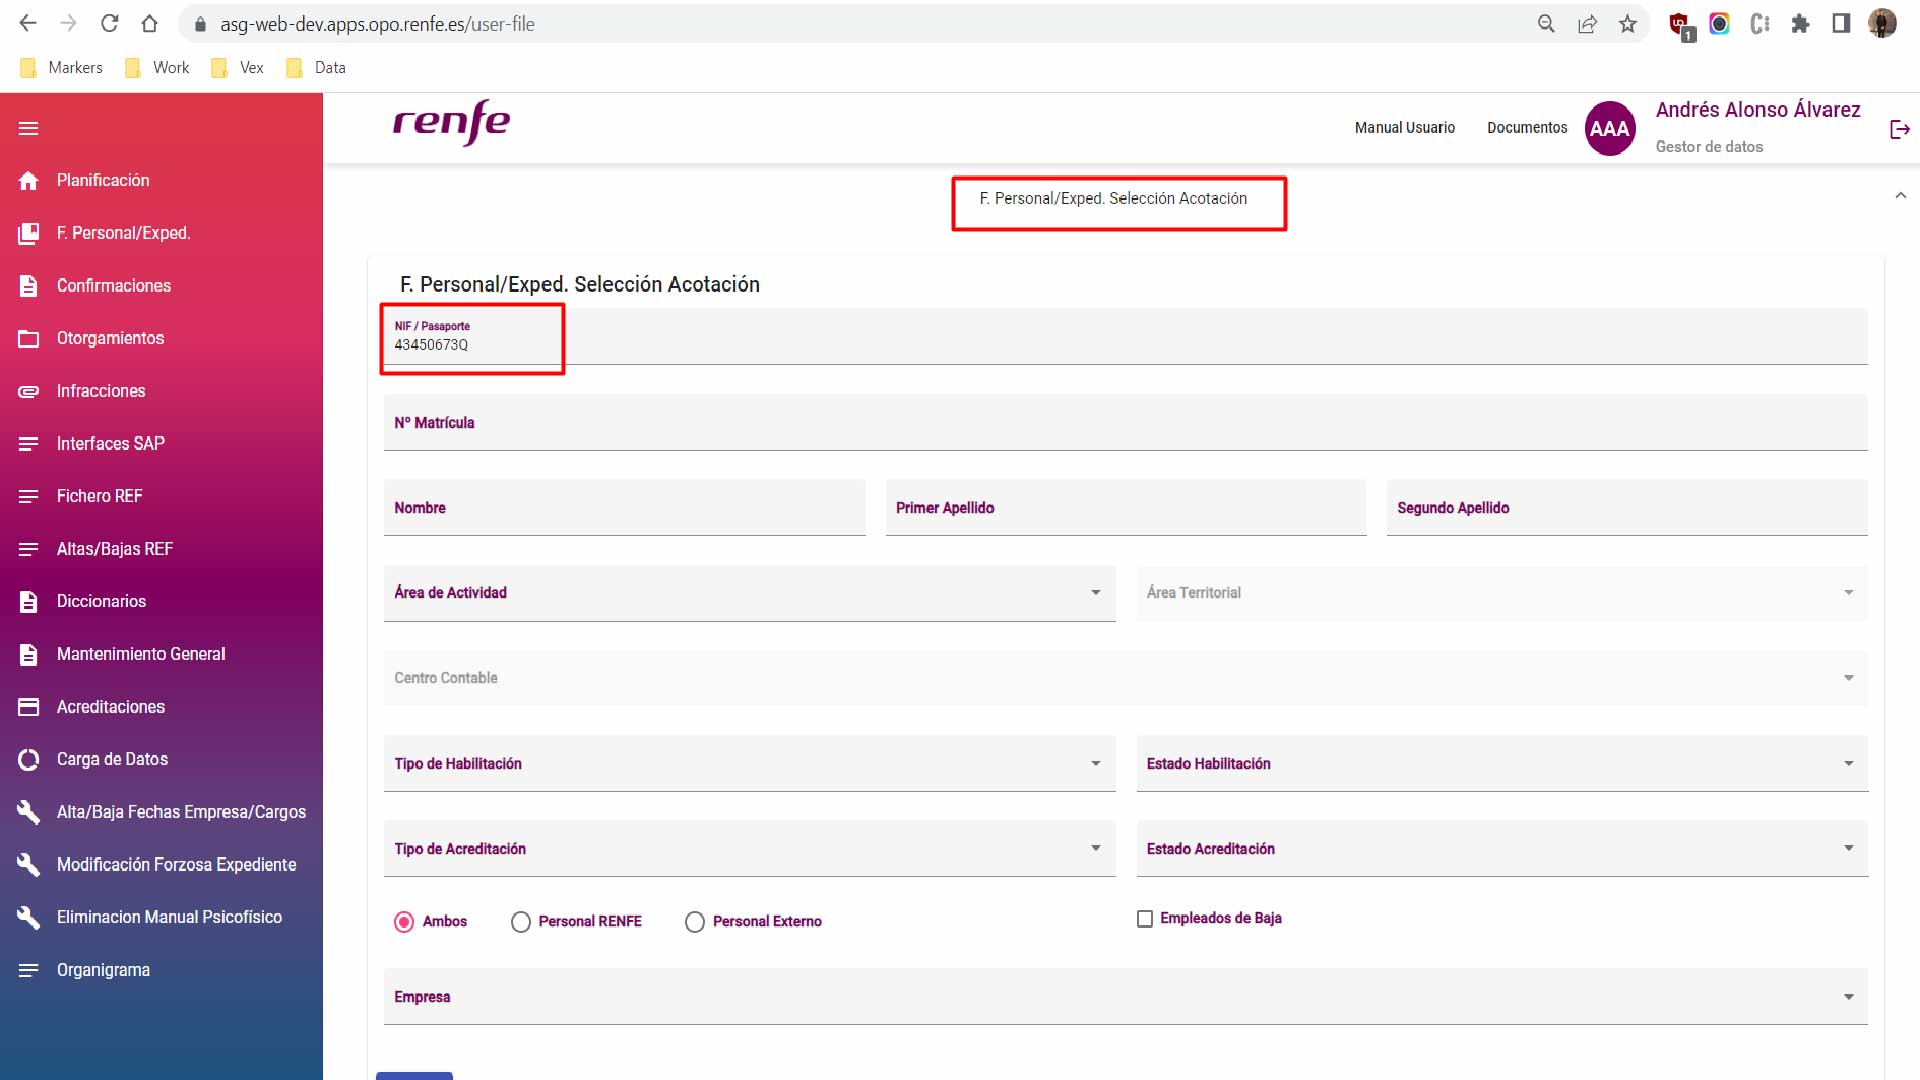 asg-web-dev.apps.opo.renfe.es/user-file
1
Markers
Work
Vex
Data
renfe
Manual Usuario
Documentos
AAA
Andrés Alonso Álvarez
Gestor de datos
Planificación
F. Personal/Exped.
Confirmaciones
Otorgamientos
Infracciones
Interfaces SAP
Fichero REF
Altas/Bajas REF
Diccionarios
Mantenimiento General
Acreditaciones
Carga de Datos
Alta/Baja Fechas Empresa/Cargos
Modificación Forzosa Expediente
Eliminacion Manual Psicofísico
Organigrama
F. Personal/Exped. Selección Acotación
F. Personal/Exped. Selección Acotación
NIF / Pasaporte
43450673Q
Nº Matrícula
Nombre
Primer Apellido
Segundo Apellido
Área de Actividad
Área Territorial
Centro Contable
Tipo de Habilitación
Estado Habilitación
Tipo de Acreditación
Estado Acreditación
Ambos
Personal RENFE
Personal Externo
Empleados de Baja
Empresa